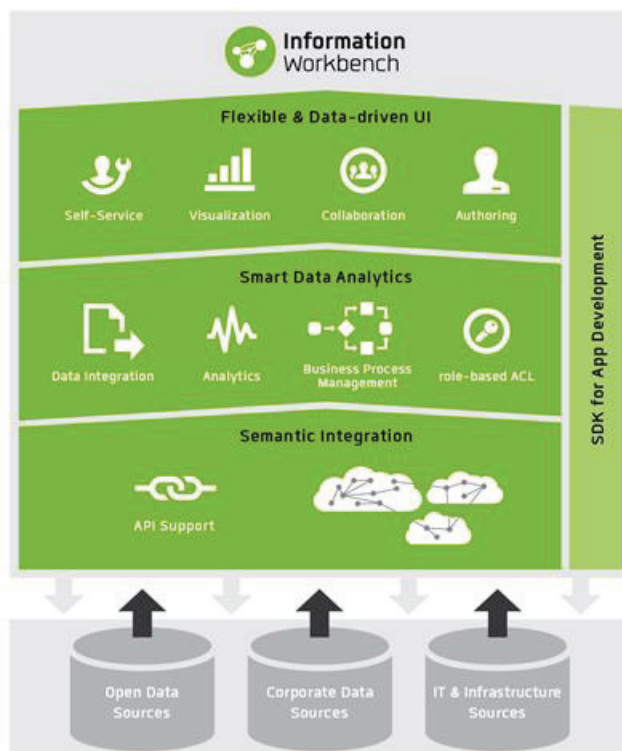 Information
Workbench
Flexible & Data-driven UI
Self-Service
Visualization
Collaboration
Authoring
Smart Data Analytics
Data Integration
Analytics
Business Process
Management
role-based ACL
Semantic Integration
API Support
SDK for App Development
Open Data
Sources
Corporate Data
Sources
IT & Infrastructure
Sources